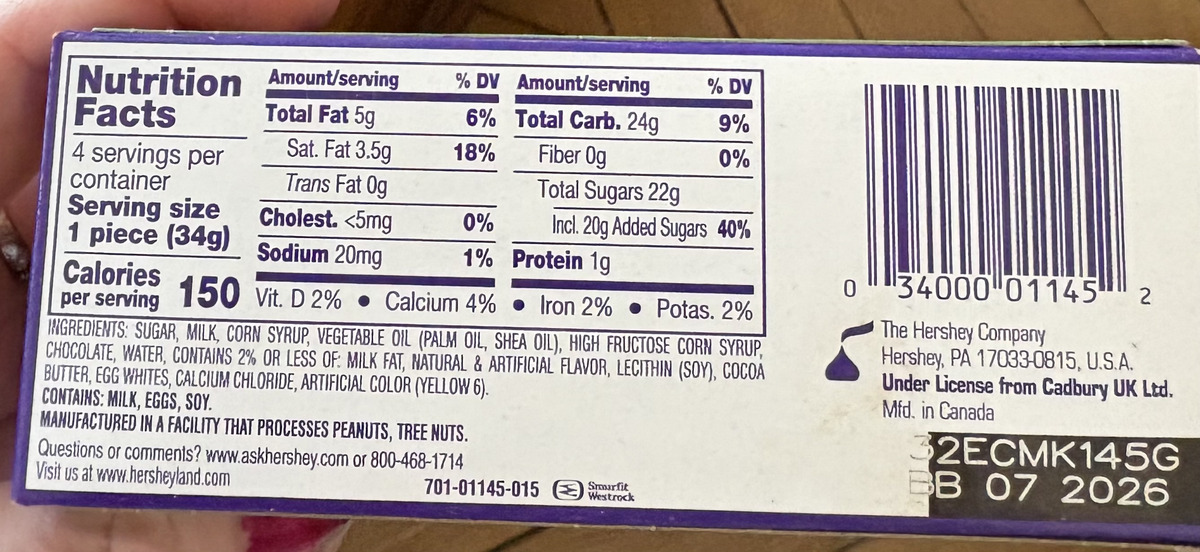 Nutrition
Facts
4 servings per
container
Serving size
1 piece (34g)
Calories
per serving 150
Amount/serving % DV
Total Fat 5g 6%
Sat. Fat 3.5g 18%
Trans Fat 0g
Cholest. <5mg 0%
Sodium 20mg 1%
Amount/serving % DV
Total Carb. 24g 9%
Fiber 0g 0%
Total Sugars 22g
Incl. 20g Added Sugars 40%
Protein 1g
Vit. D 2% • Calcium 4% • Iron 2% • Potas. 2%
INGREDIENTS: SUGAR, MILK, CORN SYRUP, VEGETABLE OIL (PALM OIL, SHEA OIL), HIGH FRUCTOSE CORN SYRUP,
CHOCOLATE, WATER, CONTAINS 2% OR LESS OF: MILK FAT, NATURAL & ARTIFICIAL FLAVOR, LECITHIN (SOY), COCOA
BUTTER, EGG WHITES, CALCIUM CHLORIDE, ARTIFICIAL COLOR (YELLOW 6).
CONTAINS: MILK, EGGS, SOY.
MANUFACTURED IN A FACILITY THAT PROCESSES PEANUTS, TREE NUTS.
Questions or comments? www.askhershey.com or 800-468-1714
Visit us at www.hersheyland.com
701-01145-015
Smurfit
Westrock
0 34000 01145 2
The Hershey Company
Hershey, PA 17033-0815, U.S.A.
Under License from Cadbury UK Ltd.
Mfd. in Canada
32ECMK145G
BB 07 2026